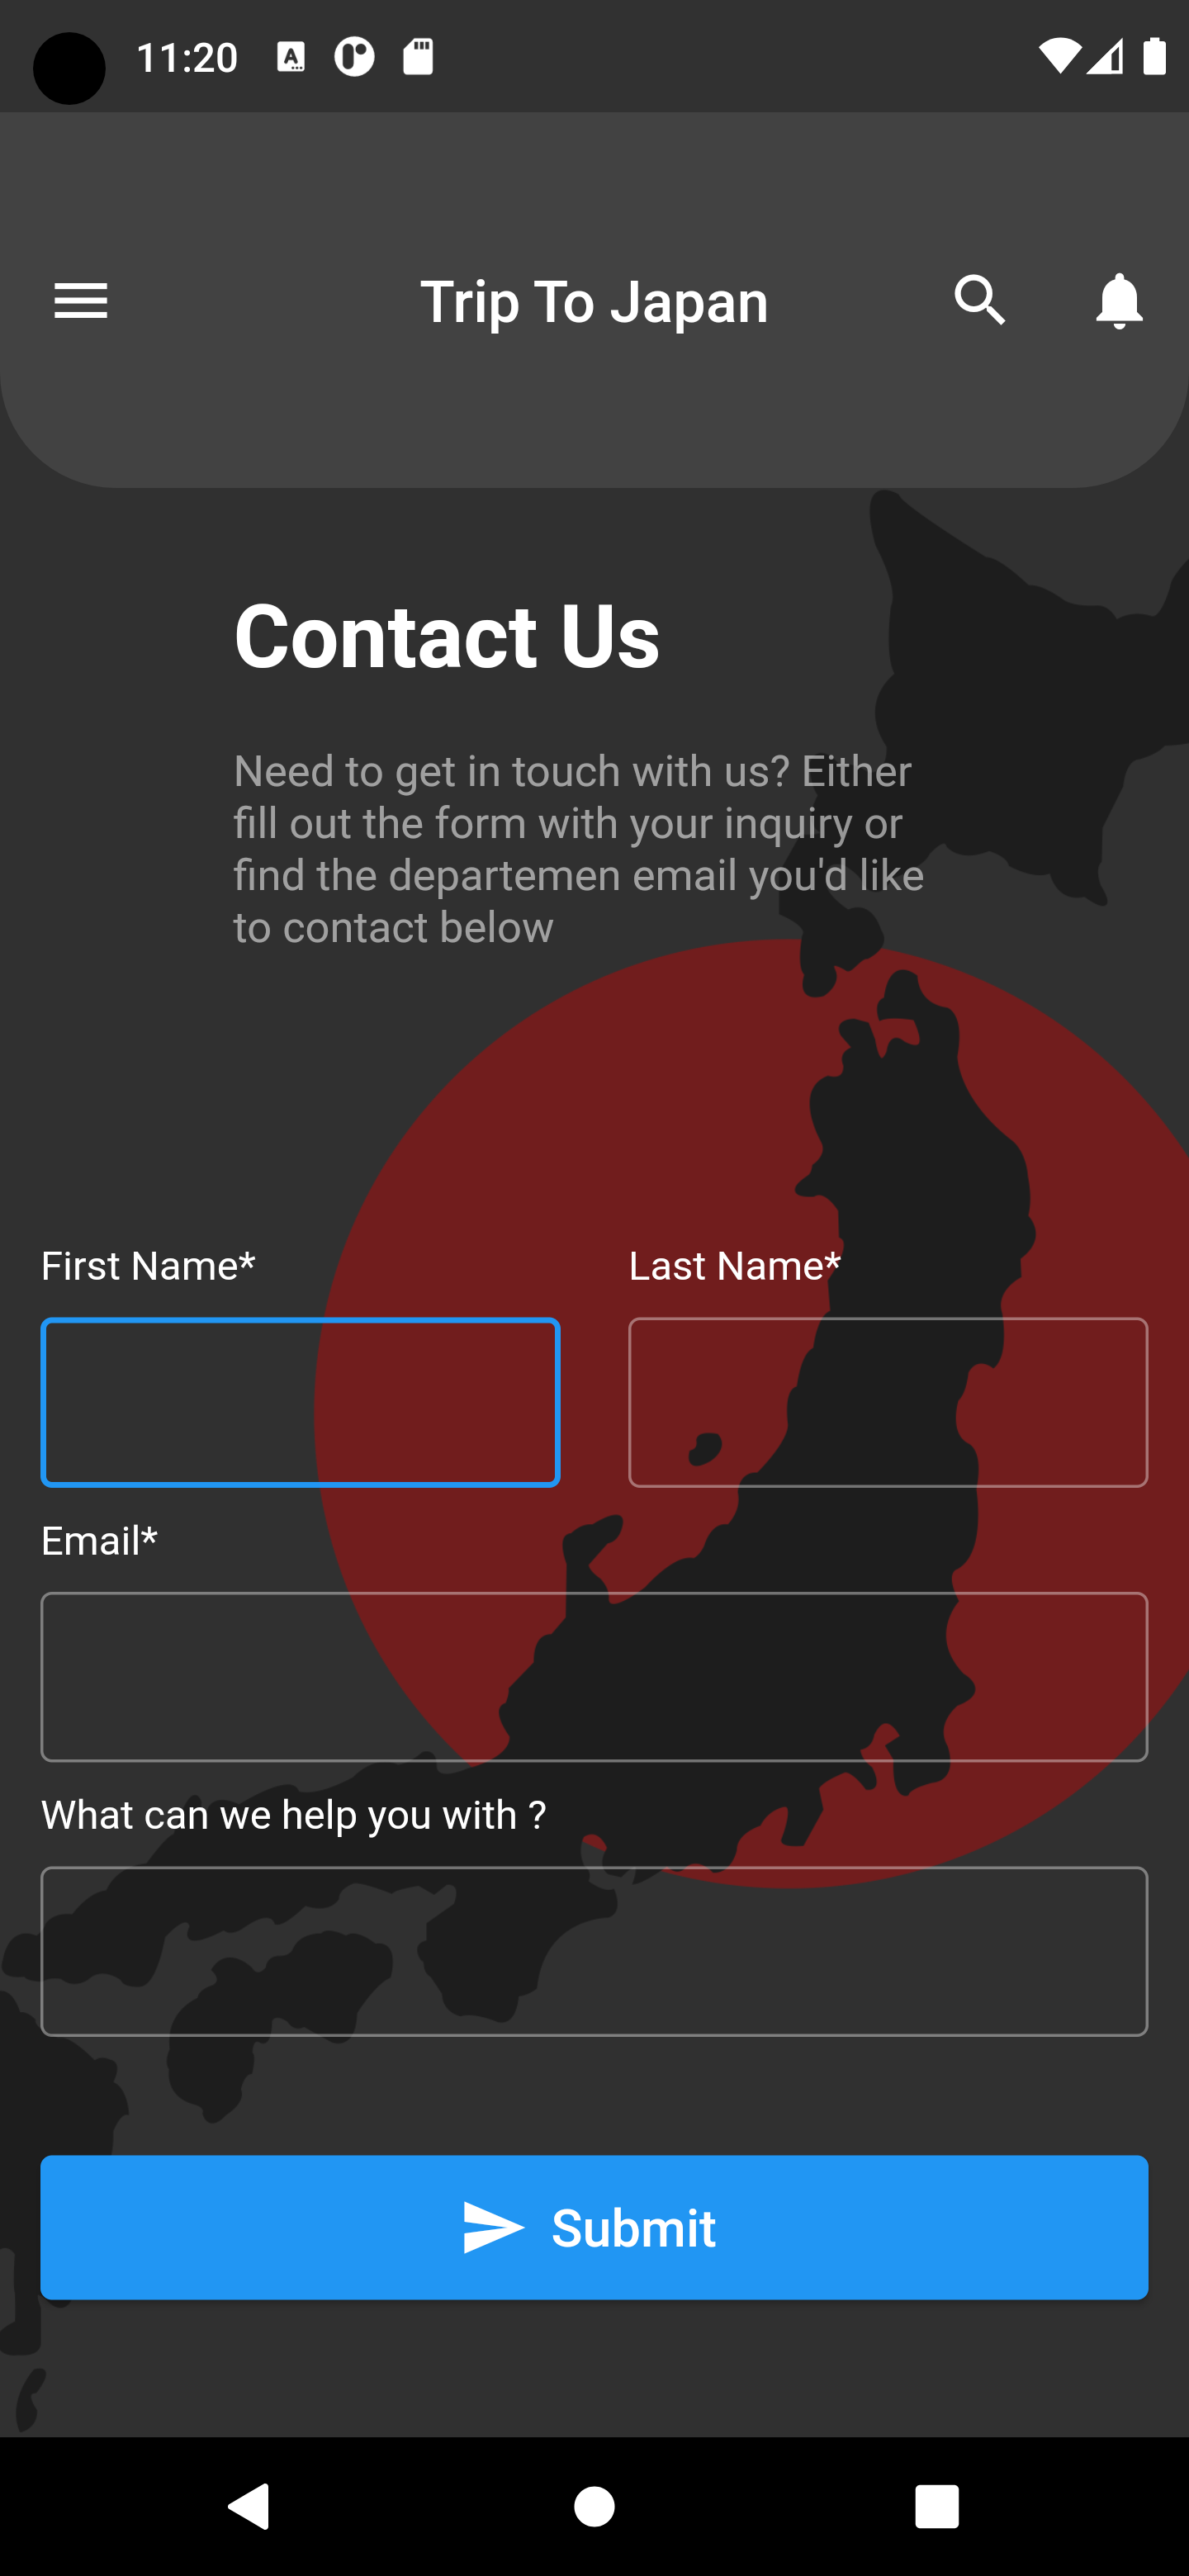 11:20
Trip To Japan
Contact Us
Need to get in touch with us? Either
fill out the form with your inquiry or
find the departemen email you'd like
to contact below
First Name*
Last Name*
Email*
What can we help you with ?
Submit